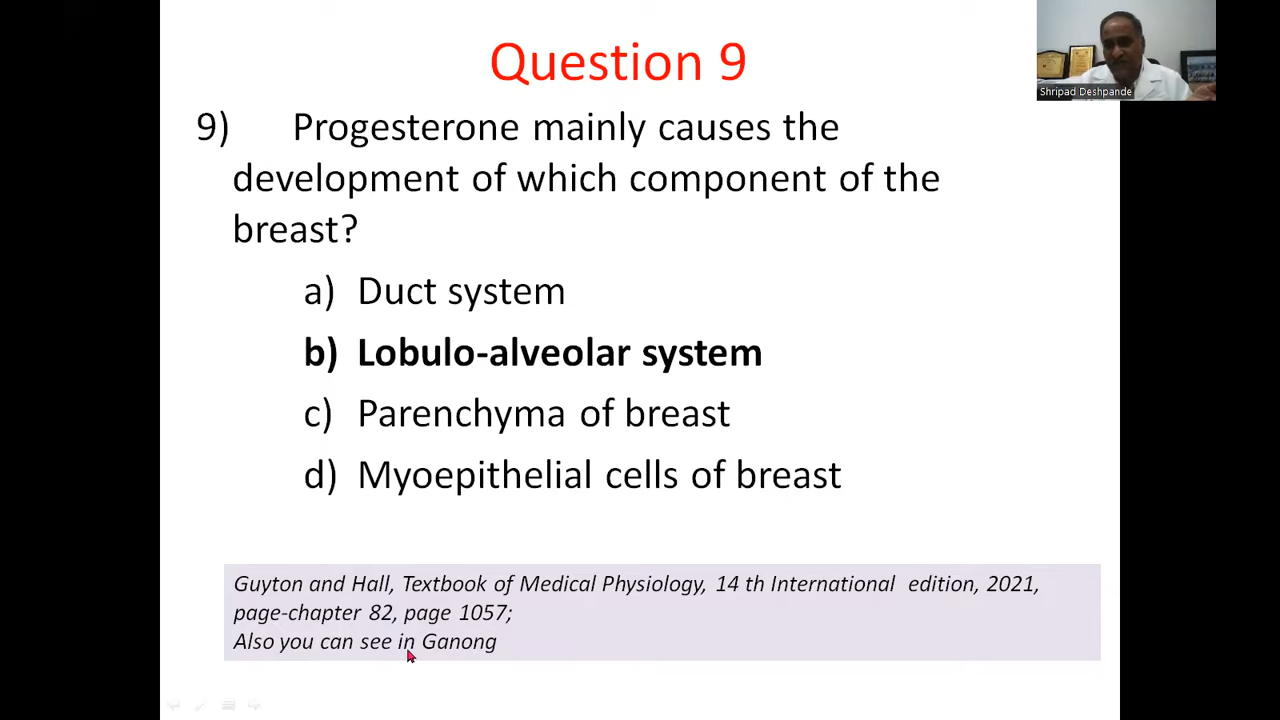 Question 9
Shripad Deshpande
9) Progesterone mainly causes the
development of which component of the
breast?
a) Duct system
b) Lobulo-alveolar system
c) Parenchyma of breast
d) Myoepithelial cells of breast
Guyton and Hall, Textbook of Medical Physiology, 14 th International edition, 2021,
page-chapter 82, page 1057;
Also you can see in Ganong